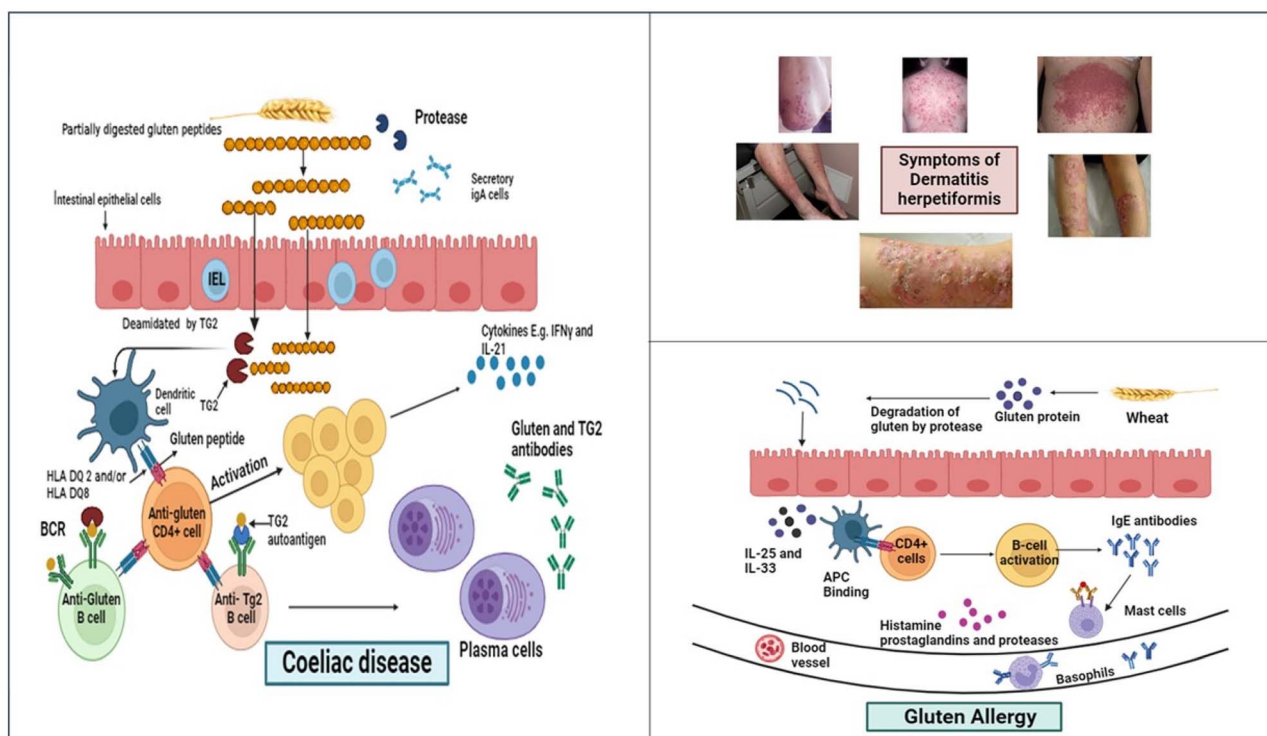 Partially digested gluten peptides
Protease
Secretory
igA cells
Intestinal epithelial cells
IEL
Deamidated by TG2
Cytokines E.g. IFNγ and
IL-21
Dendritic
cell
TG2
Gluten peptide
HLA DQ 2 and/or
HLA DQ8
Activation
Gluten and TG2
antibodies
Anti-gluten
CD4+ cell
BCR
TG2
autoantigen
Anti-Gluten
B cell
Anti- Tg2
B cell
Plasma cells
Coeliac disease
Symptoms of
Dermatitis
herpetiformis
Degradation of
gluten by protease
Gluten protein
Wheat
IL-25 and
IL-33
APC
Binding
CD4+
cells
B-cell
activation
IgE antibodies
Mast cells
Histamine
prostaglandins and proteases
Blood
vessel
Basophils
Gluten Allergy